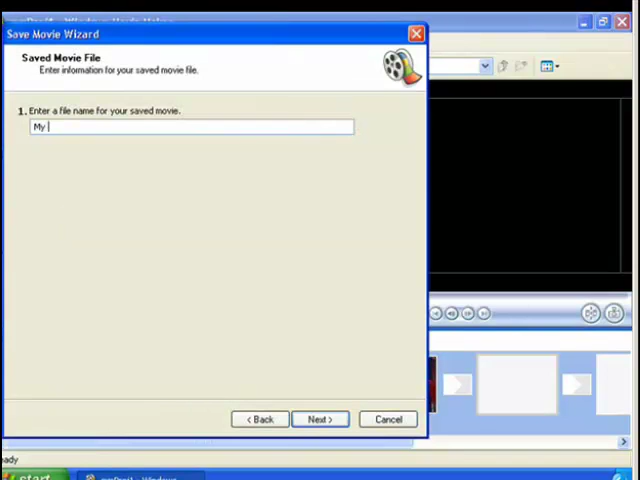 Save Movie Wizard
Saved Movie File
Enter information for your saved movie file.
1. Enter a file name for your saved movie.
My
< Back
Next >
Cancel
start